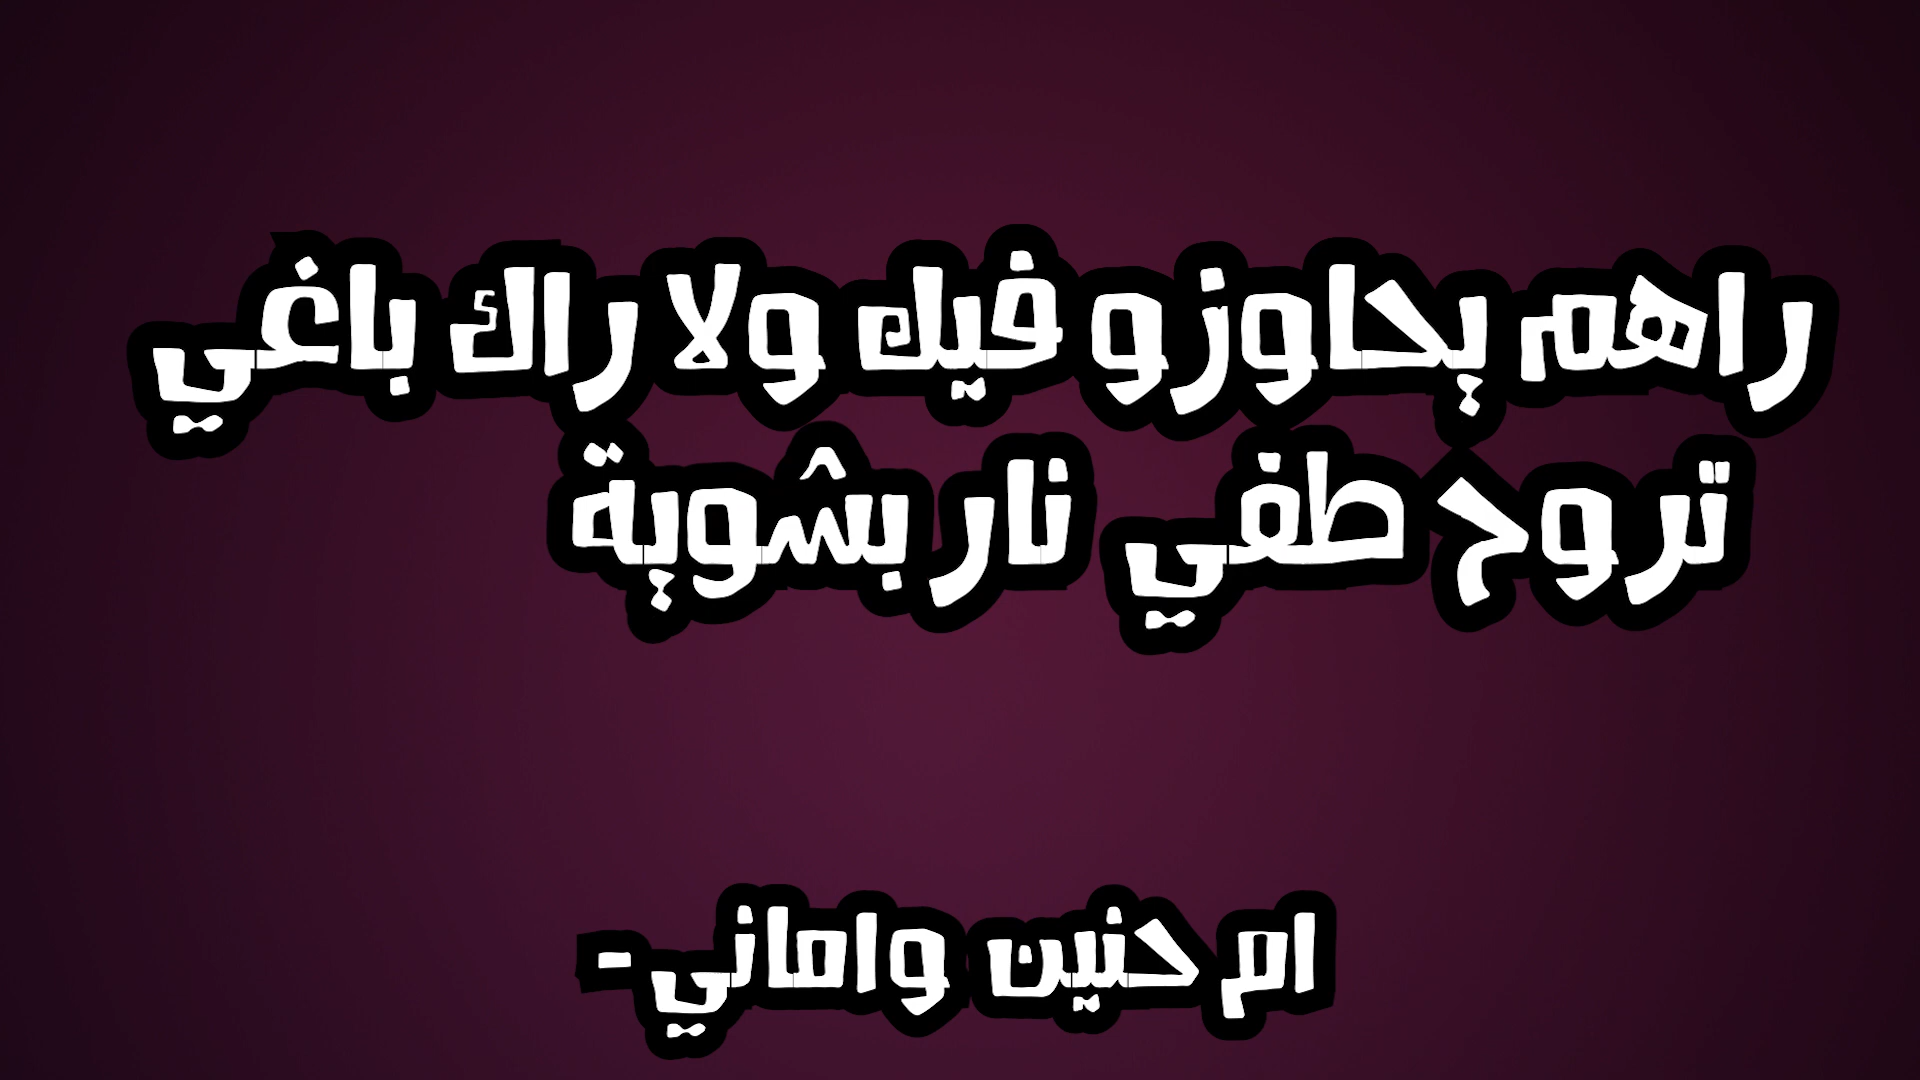 راهم يحاوزو فيك ولا راك باغي
تروح طفي نار بشوية
ام حنين واماني -